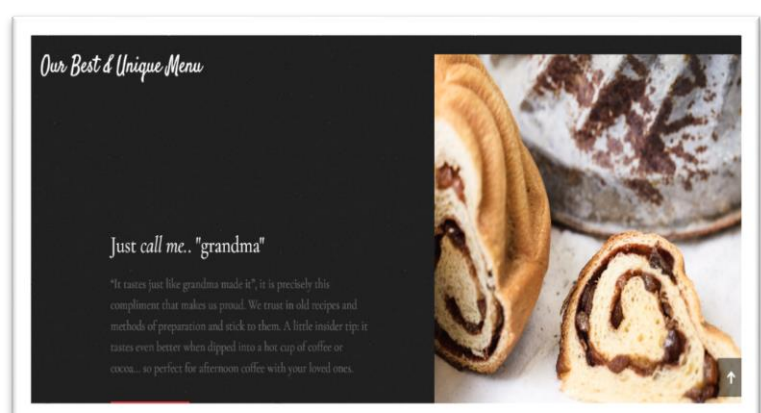 Our Best & Unique Menu
Just call me.. "grandma"
“It tastes just like grandma made it”, it is precisely this
compliment that makes us proud. We trust in old recipes and
methods of preparation and stick to them. A little insider tip: it
tastes even better when dipped into a hot cup of coffee or
cocoa... so perfect for afternoon coffee with your loved ones.